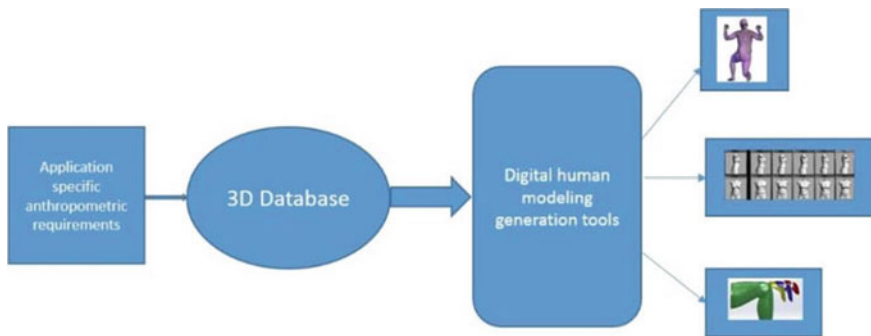 Application
specific
anthropometric
requirements
3D Database
Digital human
modeling
generation tools